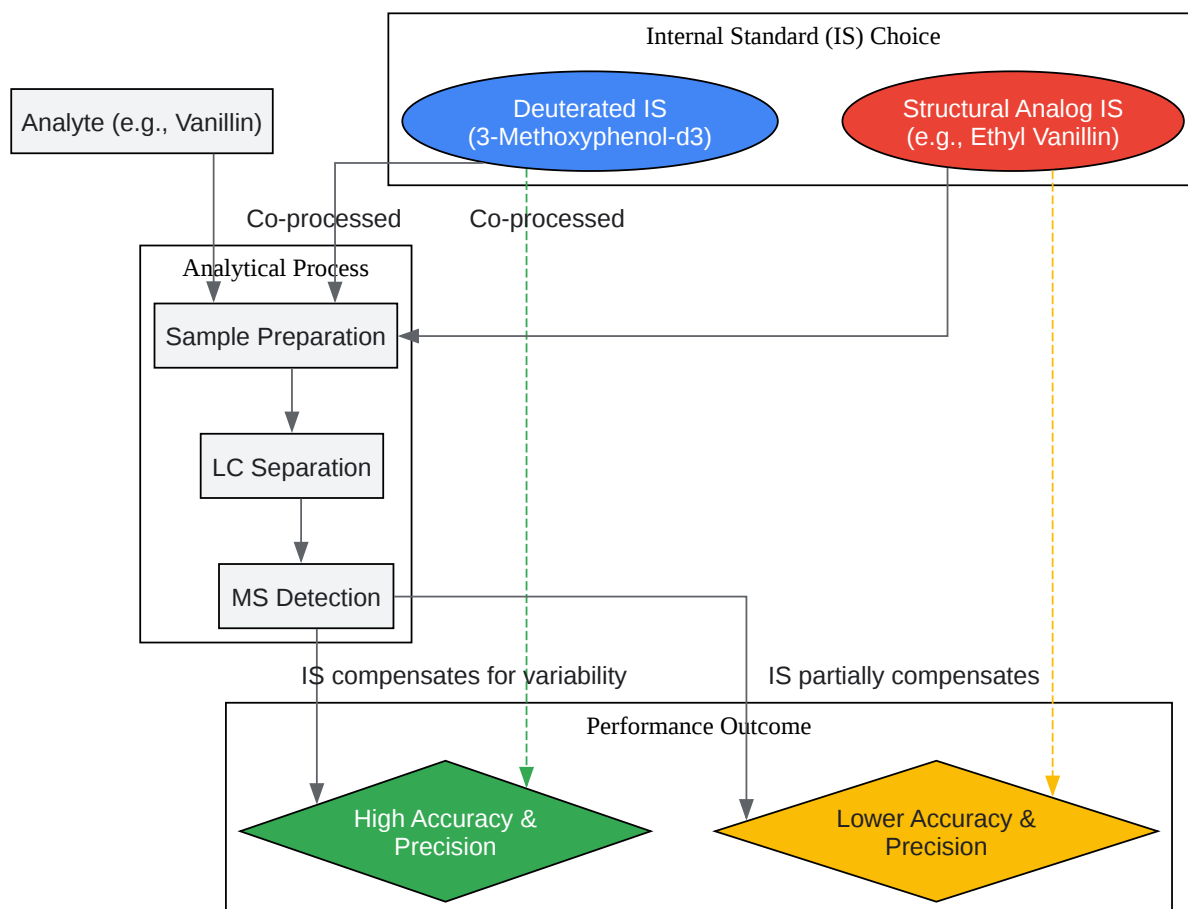 Internal Standard (IS) Choice
Analyte (e.g., Vanillin)
Deuterated IS
(3-Methoxyphenol-d3)
Structural Analog IS
(e.g., Ethyl Vanillin)
Co-processed
Co-processed
Analytical Process
Sample Preparation
LC Separation
MS Detection
IS compensates for variability
IS partially compensates
Performance Outcome
High Accuracy &
Precision
Lower Accuracy &
Precision